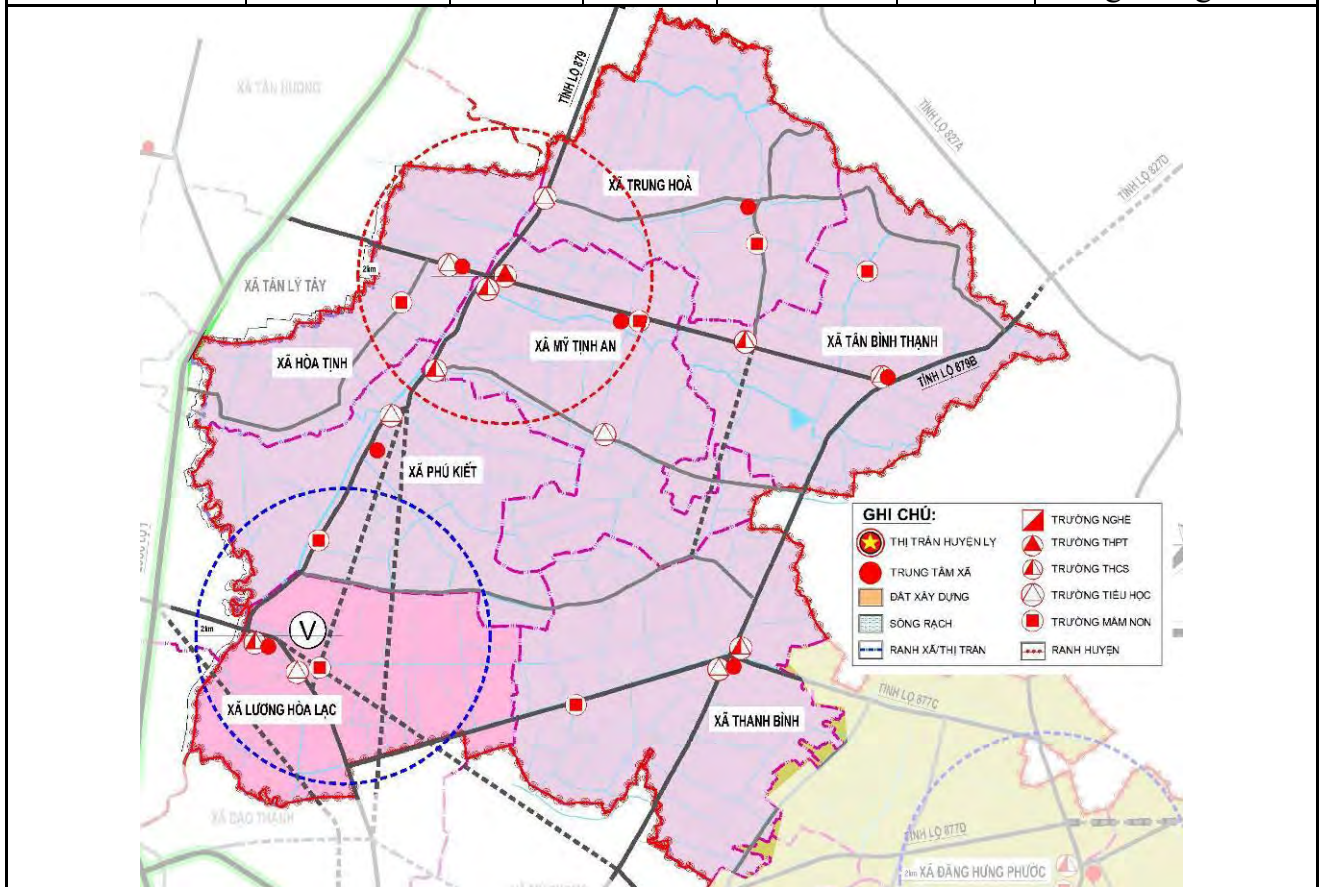 XÃ TÂN HƯƠNG
TỈNH LỘ 879
TỈNH LỘ 827A
TỈNH LỘ 827D
XÃ TRUNG HOÀ
2km
XÃ TÂN LÝ TÂY
XÃ MỸ TỊNH AN
XÃ TÂN BÌNH THẠNH
XÃ HÒA TỊNH
TỈNH LỘ 879B
XÃ PHÚ KIẾT
GHI CHÚ:
THỊ TRẤN HUYỆN LỴ
TRUNG TÂM XÃ
ĐẤT XÂY DỰNG
SÔNG RẠCH
RANH XÃ/THỊ TRẤN
TRƯỜNG NGHỀ
TRƯỜNG THPT
TRƯỜNG THCS
TRƯỜNG TIỂU HỌC
TRƯỜNG MẦM NON
RANH HUYỆN
2km
V
XÃ LƯƠNG HÒA LẠC
XÃ THANH BÌNH
TỈNH LỘ 877C
XÃ ĐẠO THẠNH
TỈNH LỘ 877D
2km XÃ ĐĂNG HƯNG PHƯỚC